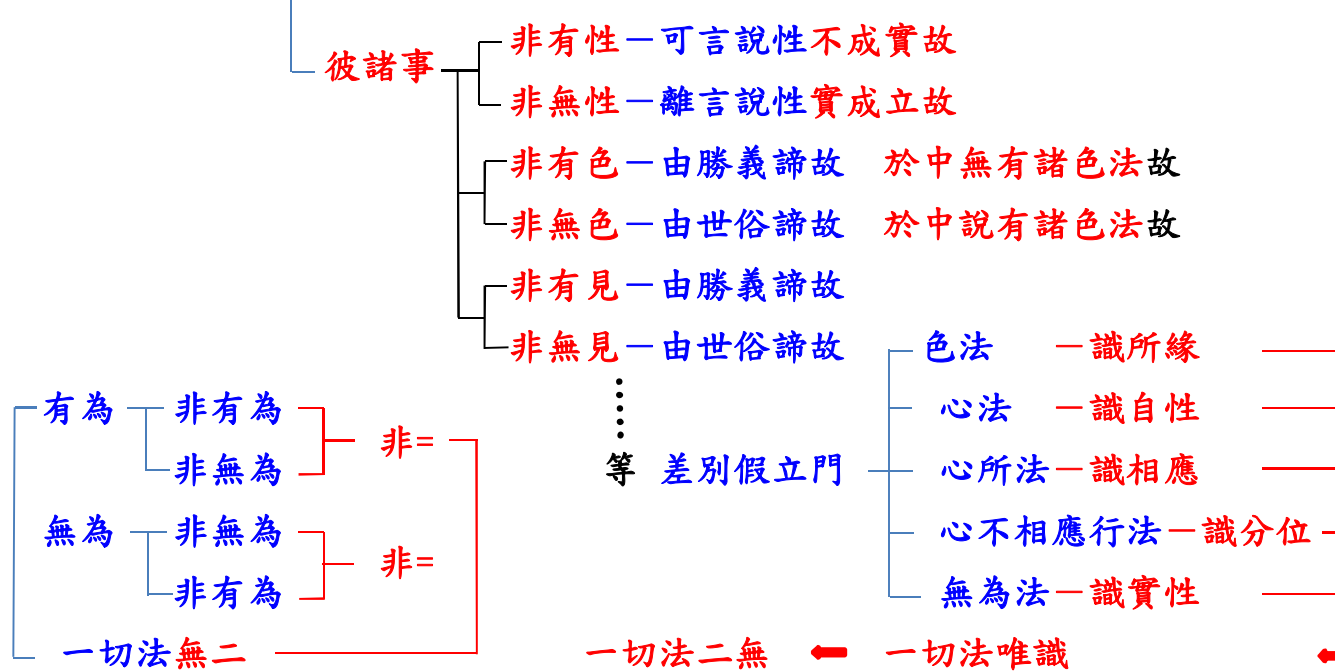 彼諸事
非有性－可言說性不成實故
非無性－離言說性實成立故
非有色－由勝義諦故 於中無有諸色法故
非無色－由世俗諦故 於中說有諸色法故
非有見－由勝義諦故
非無見－由世俗諦故
等 差別假立門
色法 －識所緣
心法 －識自性
心所法－識相應
心不相應行法－識分位
無為法－識實性
有為
非有為
非無為
非=
無為
非無為
非有為
非=
一切法無二
一切法二無
一切法唯識